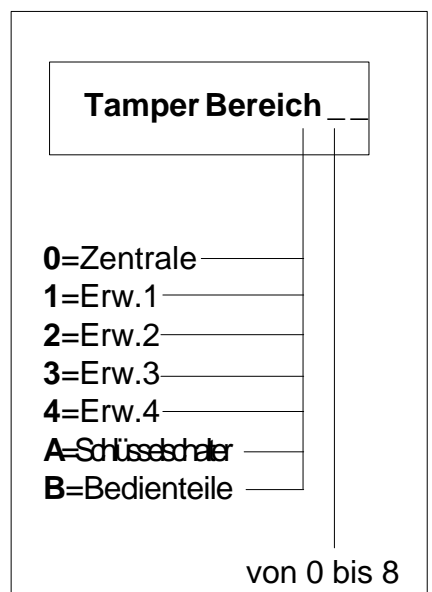 Tamper Bereich _ _
0=Zentrale
1=Erw.1
2=Erw.2
3=Erw.3
4=Erw.4
A=Schlüsselschalter
B=Bedienteile
von 0 bis 8